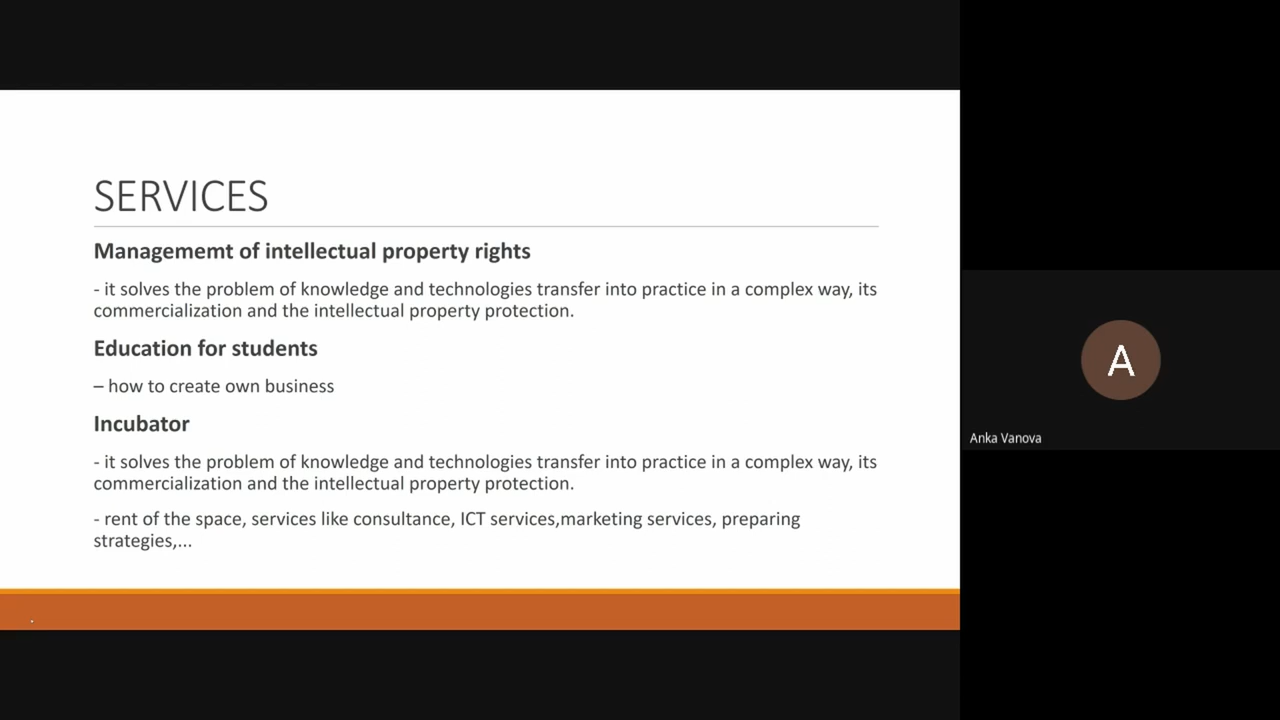 SERVICES
Managememt of intellectual property rights
- it solves the problem of knowledge and technologies transfer into practice in a complex way, its
commercialization and the intellectual property protection.
Education for students
– how to create own business
Incubator
- it solves the problem of knowledge and technologies transfer into practice in a complex way, its
commercialization and the intellectual property protection.
- rent of the space, services like consultance, ICT services,marketing services, preparing
strategies,...
.
A
Anka Vanova